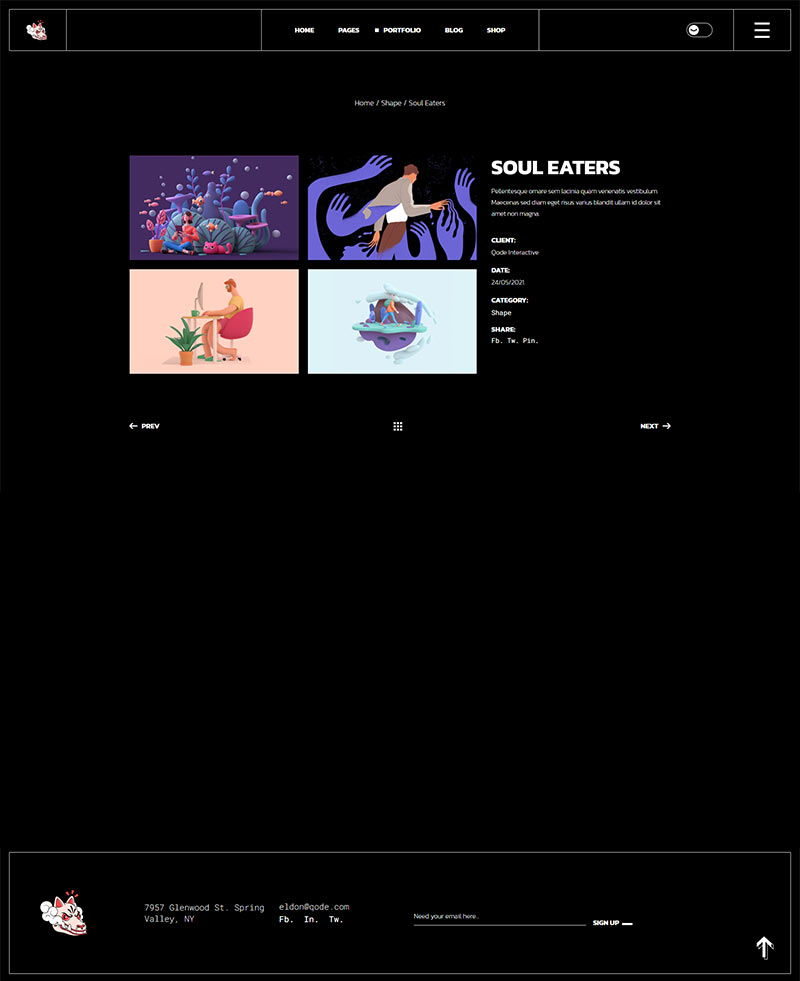 HOME PAGES PORTFOLIO BLOG SHOP
Home / Shape / Soul Eaters
SOUL EATERS
Pellentesque ornare sem lacinia quam venenatis vestibulum.
Maecenas sed diam eget risus varius blandit ullam id dolor sit
amet non magna.
CLIENT:
Qode Interactive
DATE:
24/05/2021
CATEGORY:
Shape
SHARE:
Fb. Tw. Pin.
PREV
NEXT
7957 Glenwood St. Spring
Valley, NY
eldon@qode.com
Fb. In. Tw.
Need your email here..
SIGN UP